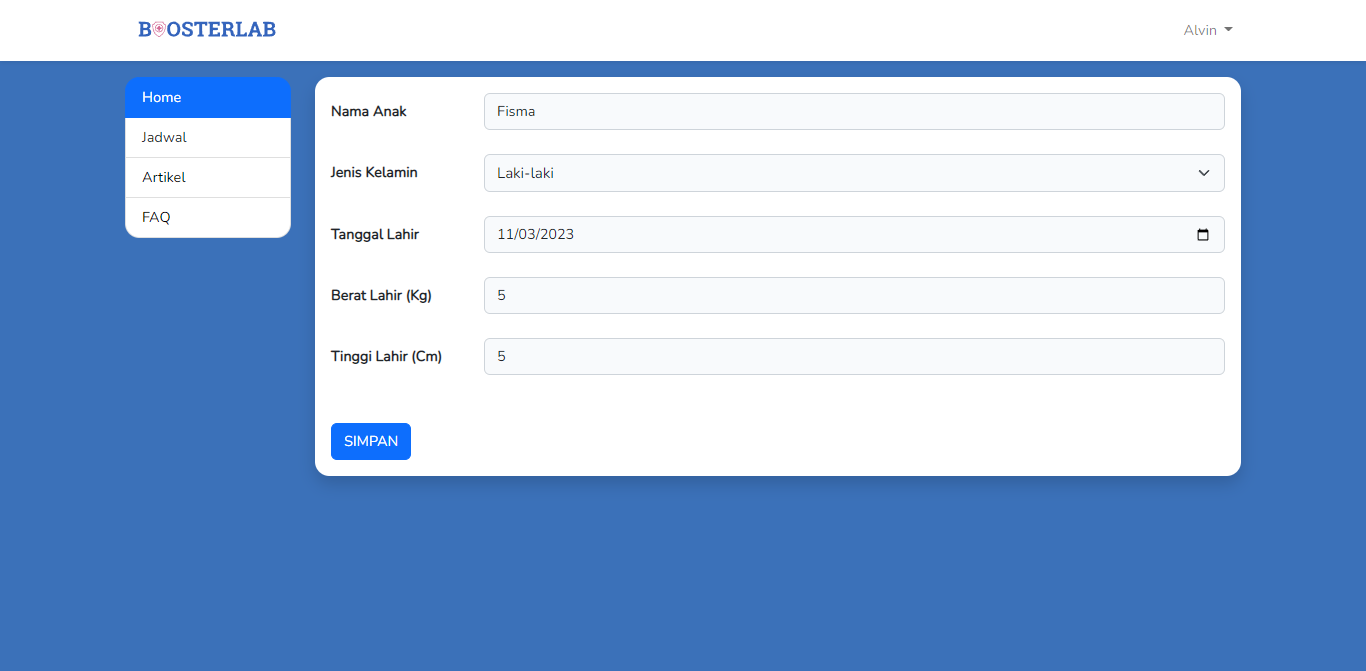 BOOSTERLAB
Alvin
Home
Jadwal
Artikel
FAQ
Nama Anak Fisma
Jenis Kelamin Laki-laki
Tanggal Lahir 11/03/2023
Berat Lahir (Kg) 5
Tinggi Lahir (Cm) 5
SIMPAN